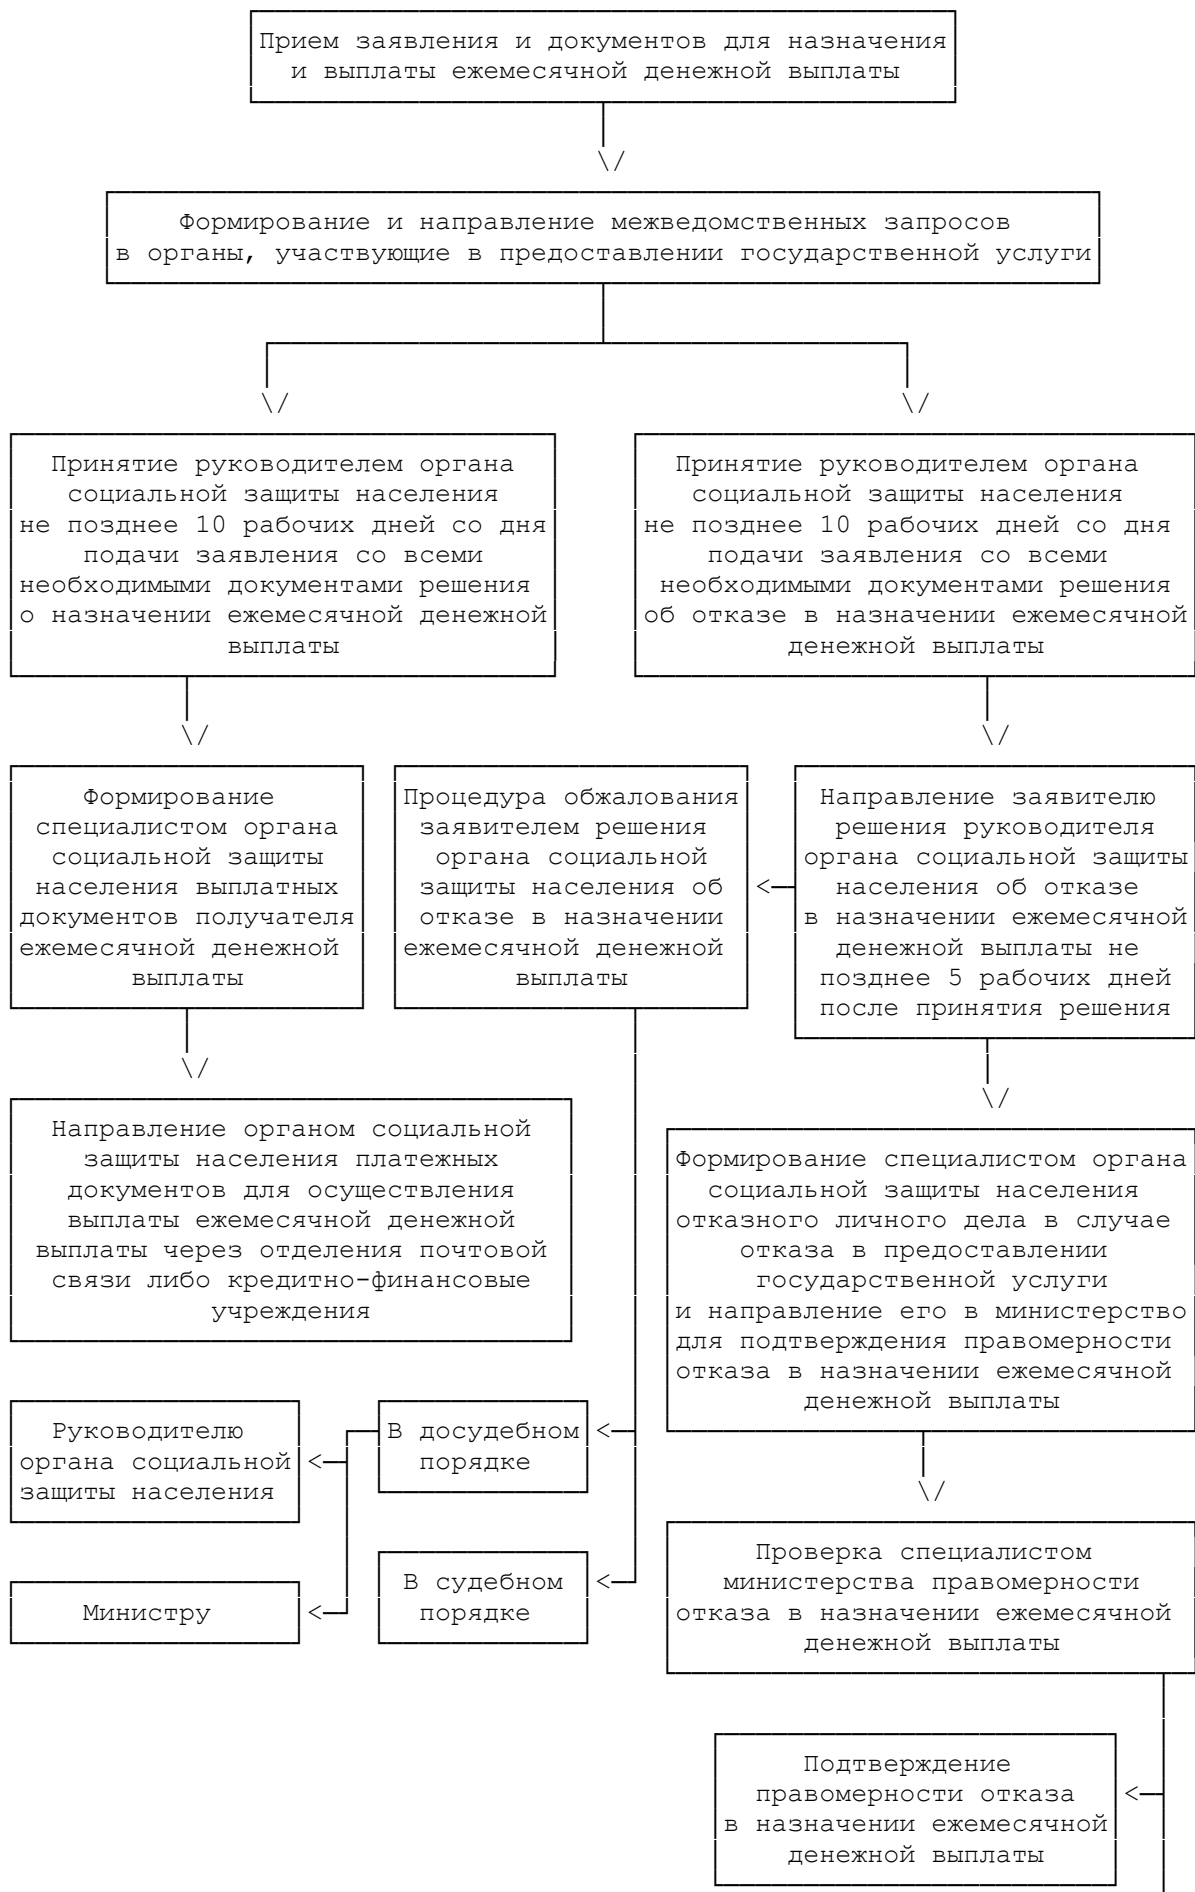 Прием заявления и документов для назначения
и выплаты ежемесячной денежной выплаты
Формирование и направление межведомственных запросов
в органы, участвующие в предоставлении государственной услуги
Принятие руководителем органа
социальной защиты населения
не позднее 10 рабочих дней со дня
подачи заявления со всеми
необходимыми документами решения
о назначении ежемесячной денежной
выплаты
Принятие руководителем органа
социальной защиты населения
не позднее 10 рабочих дней со дня
подачи заявления со всеми
необходимыми документами решения
об отказе в назначении ежемесячной
денежной выплаты
Формирование
специалистом органа
социальной защиты
населения выплатных
документов получателя
ежемесячной денежной
выплаты
Процедура обжалования
заявителем решения
органа социальной
защиты населения об
отказе в назначении
ежемесячной денежной
выплаты
Направление заявителю
решения руководителя
органа социальной защиты
населения об отказе
в назначении ежемесячной
денежной выплаты не
позднее 5 рабочих дней
после принятия решения
Направление органом социальной
защиты населения платежных
документов для осуществления
выплаты ежемесячной денежной
выплаты через отделения почтовой
связи либо кредитно-финансовые
учреждения
Формирование специалистом органа
социальной защиты населения
отказного личного дела в случае
отказа в предоставлении
государственной услуги
и направление его в министерство
для подтверждения правомерности
отказа в назначении ежемесячной
денежной выплаты
Руководителю
органа социальной
защиты населения
В досудебном
порядке
Министру
В судебном
порядке
Проверка специалистом
министерства правомерности
отказа в назначении ежемесячной
денежной выплаты
Подтверждение
правомерности отказа
в назначении ежемесячной
денежной выплаты